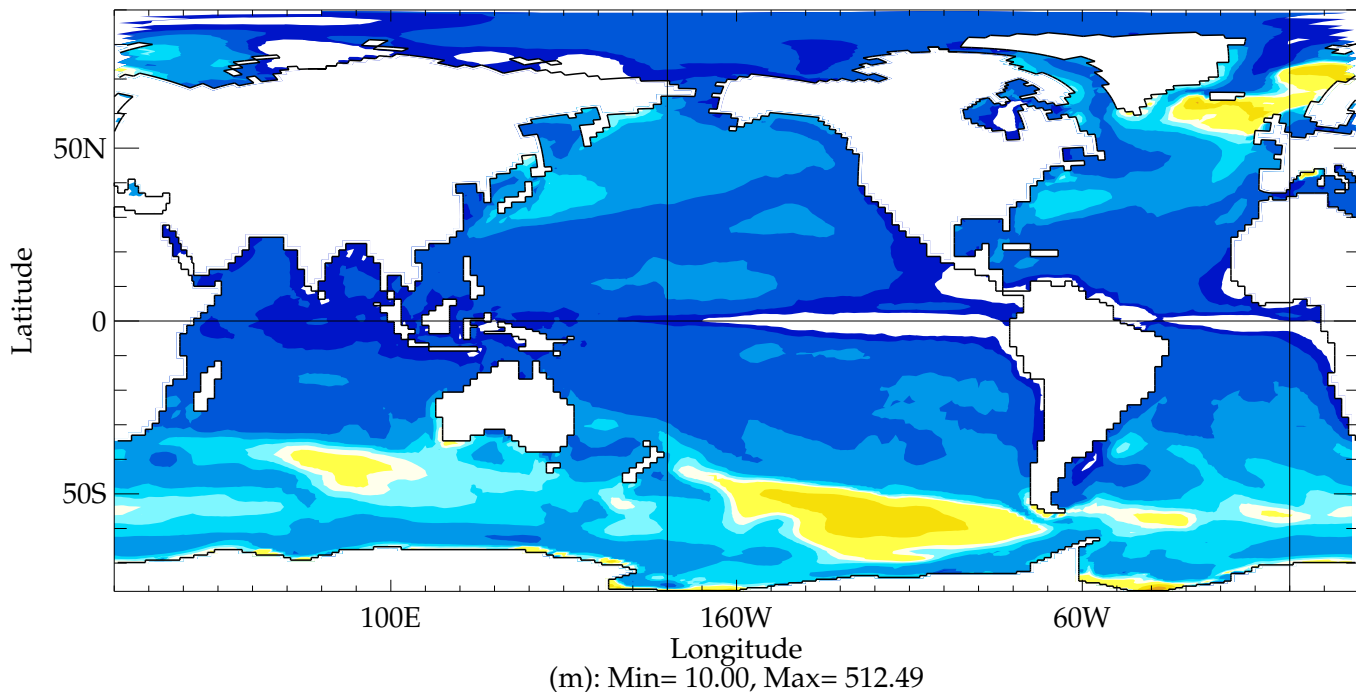 50N
0
50S
Latitude
100E
160W
60W
Longitude
(m): Min= 10.00, Max= 512.49